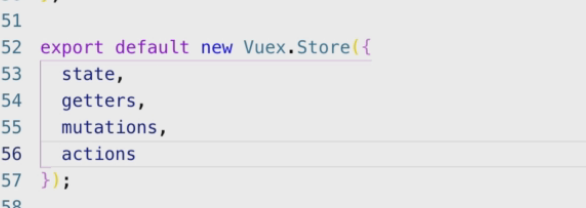 51
52 export default new Vuex.Store({
53   state,
54   getters,
55   mutations,
56   actions
57 });
58